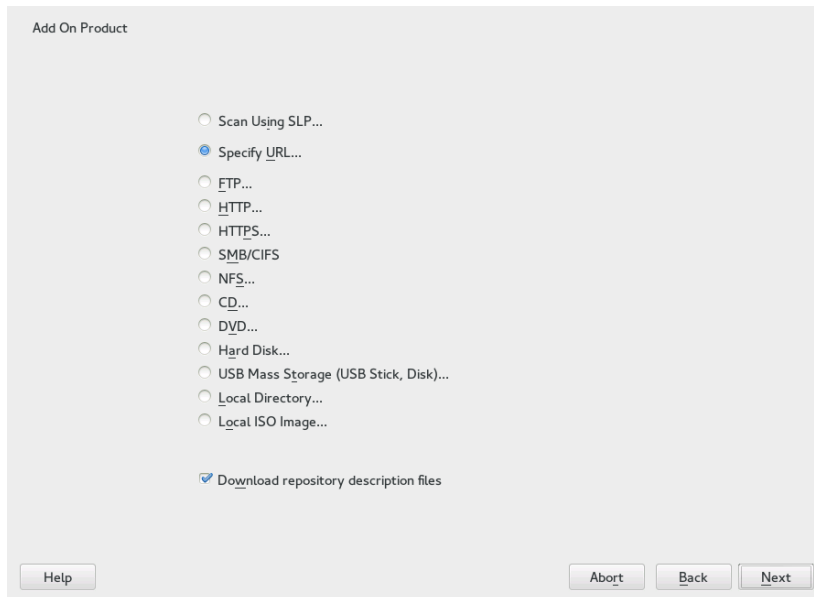 Add On Product
Scan Using SLP...
Specify URL...
FTP...
HTTP...
HTTPS...
SMB/CIFS
NFS...
CD...
DVD...
Hard Disk...
USB Mass Storage (USB Stick, Disk)...
Local Directory...
Local ISO Image...
Download repository description files
Help
Abort
Back
Next